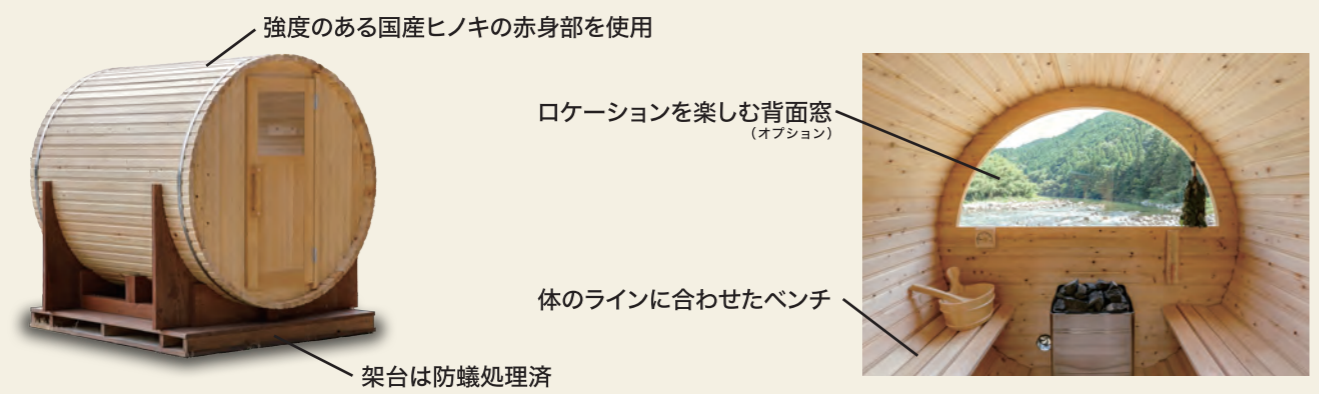 強度のある国産ヒノキの赤身部を使用
ロケーションを楽しむ背面窓
（オプション）
体のラインに合わせたベンチ
架台は防蟻処理済